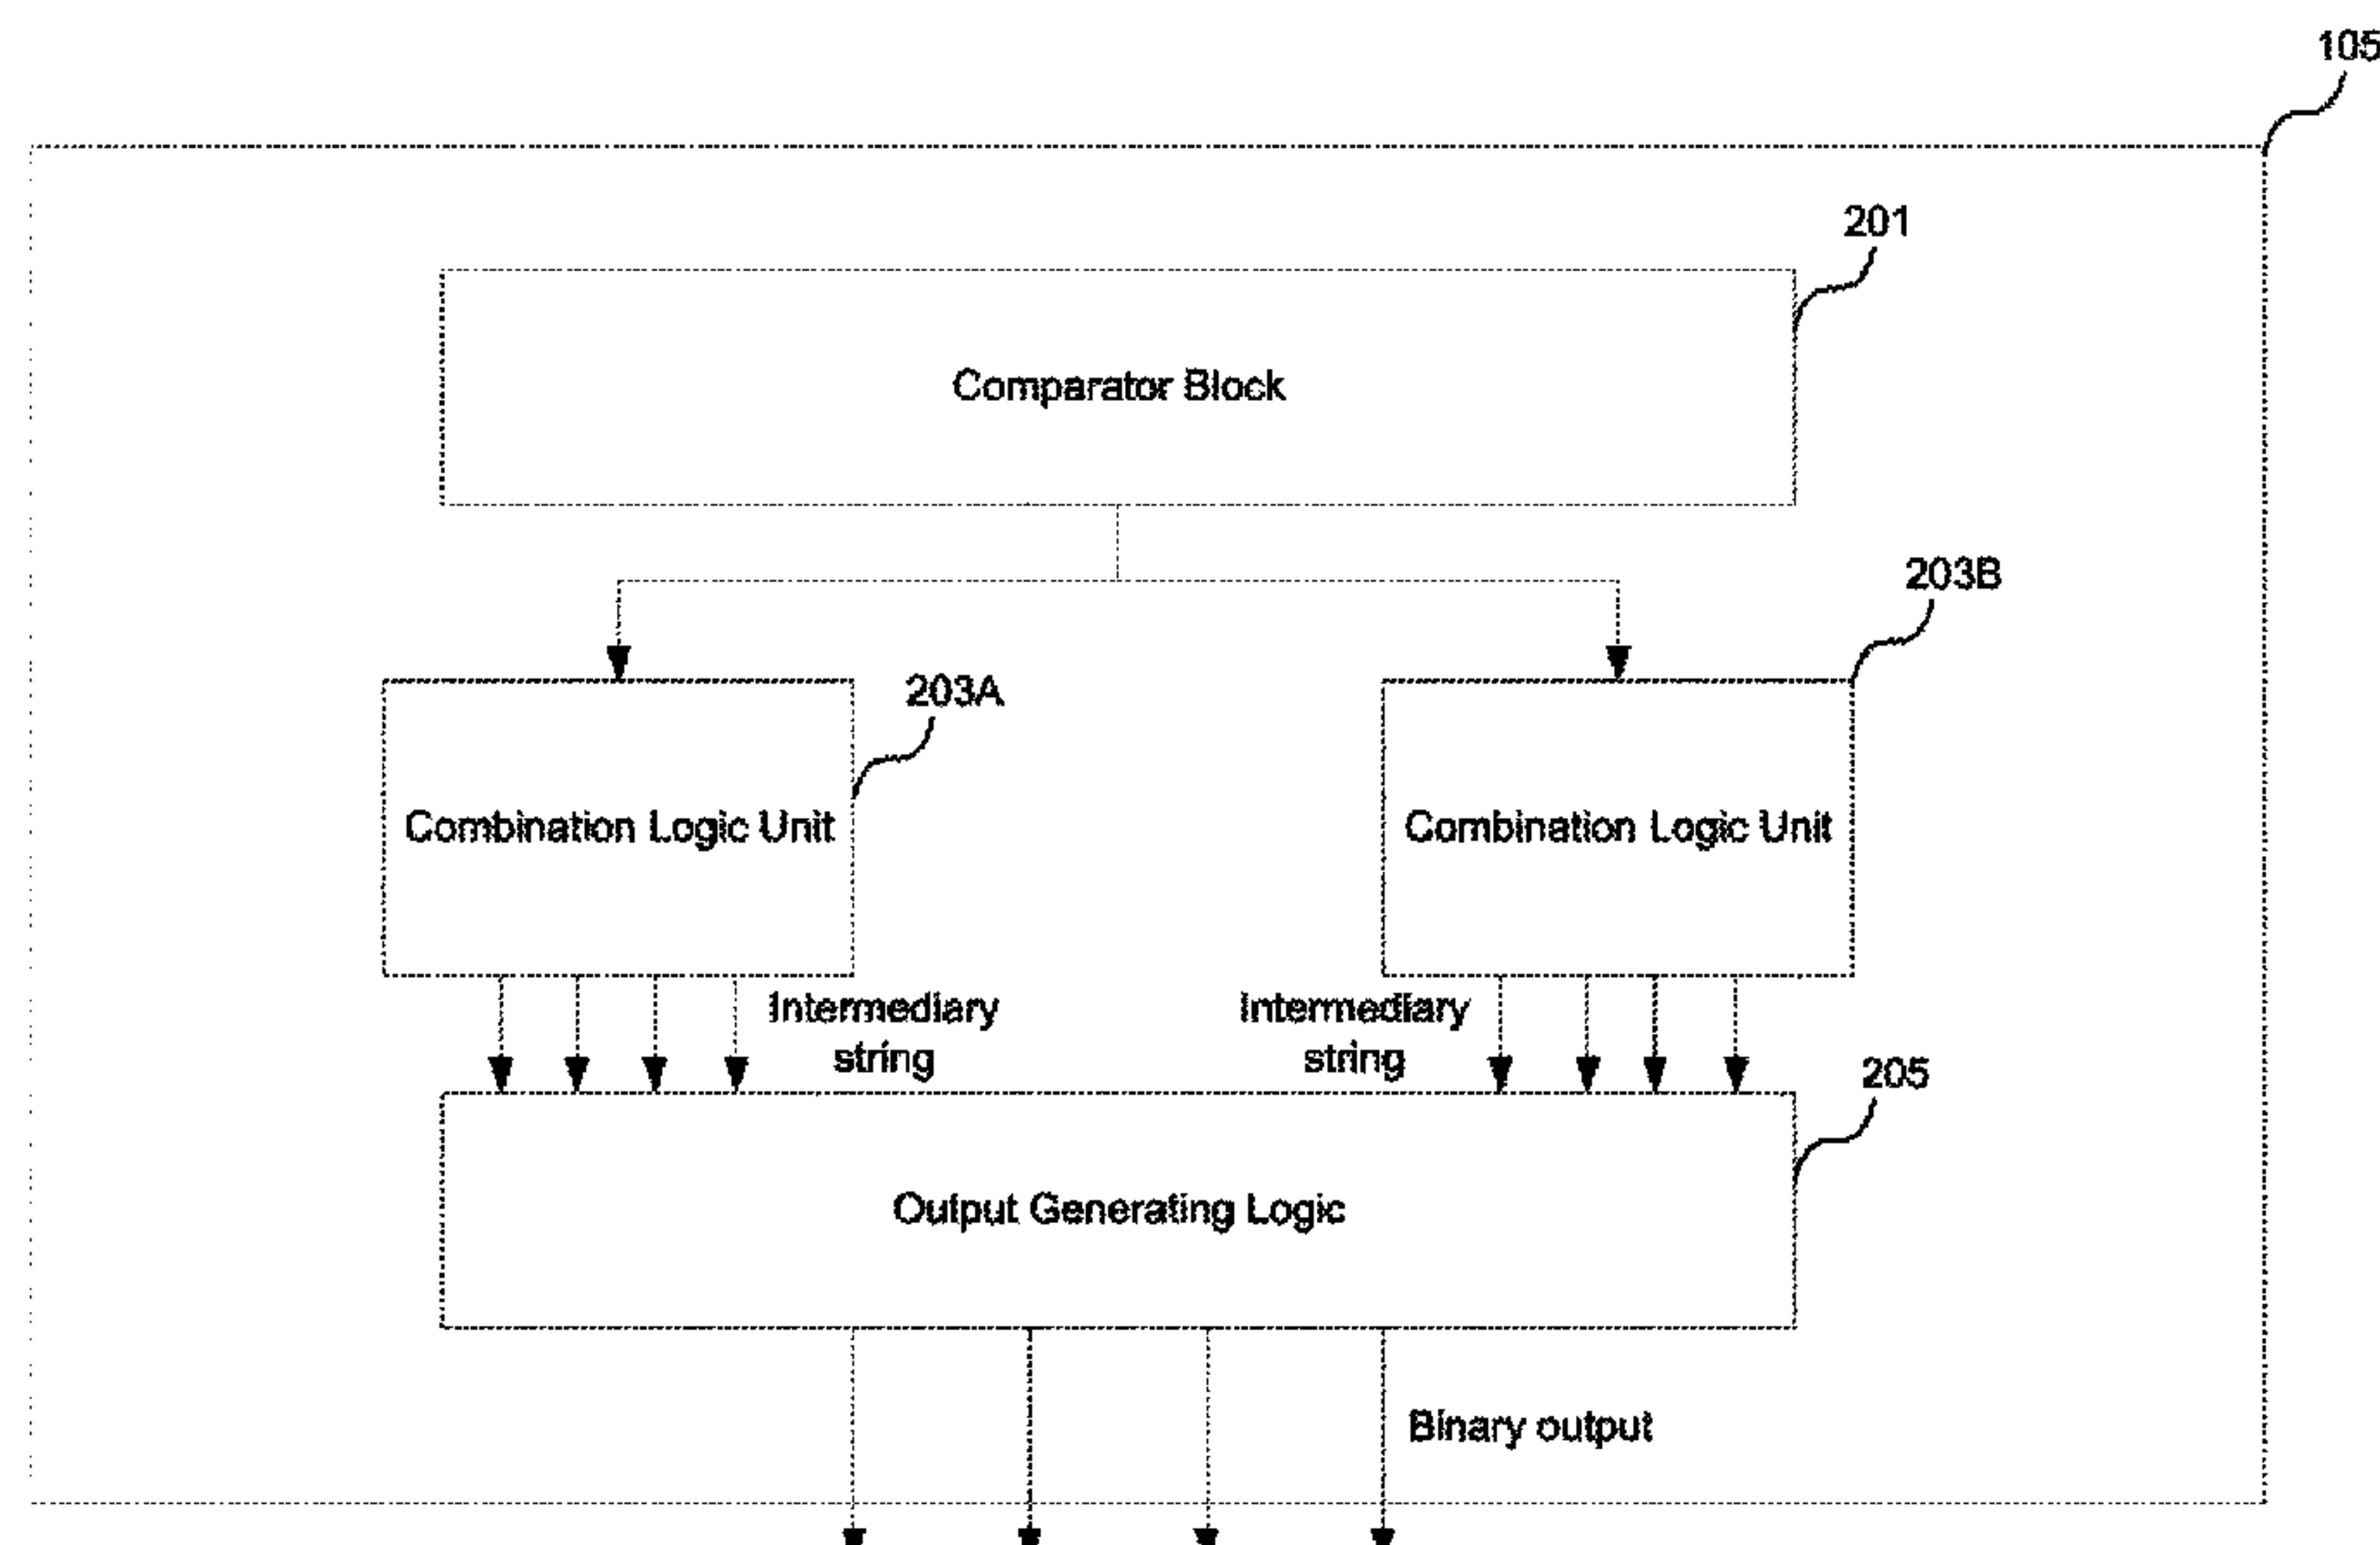 105
201
Comparator Block
203B
203A
Combination Logic Unit
Combination Logic Unit
Intermediary
string
Intermediary
string
205
Output Generating Logic
Binary output